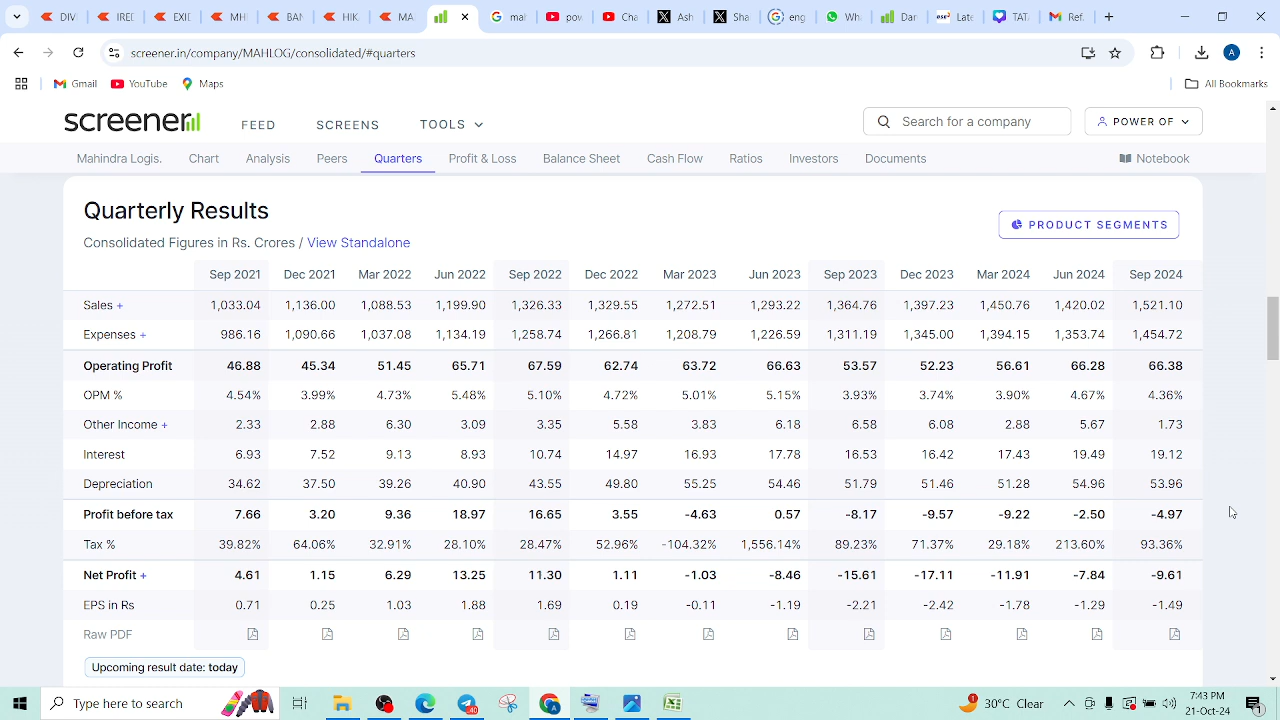 DIV
REL
EXID
MHI
CHA
HIK
MA
pov
Cha
Ash
Sha
eng
Wh
Docum
Late
TAT
Ref
screener.in/company/MAHLOG/consolidated/#quarters
Gmail YouTube Maps All Bookmarks
screener FEED SCREENS TOOLS Search for a company POWER OF
Mahindra Logis. Chart Analysis Peers Quarters Profit & Loss Balance Sheet Cash Flow Ratios Investors Documents Notebook
Quarterly Results
PRODUCT SEGMENTS
Consolidated Figures in Rs. Crores / View Standalone
Sep 2021 Dec 2021 Mar 2022 Jun 2022 Sep 2022 Dec 2022 Mar 2023 Jun 2023 Sep 2023 Dec 2023 Mar 2024 Jun 2024 Sep 2024
Sales + 1,033.04 1,136.00 1,088.53 1,199.90 1,326.33 1,329.55 1,272.51 1,293.22 1,364.76 1,397.23 1,450.76 1,420.02 1,521.10
Expenses + 986.16 1,090.66 1,037.08 1,134.19 1,258.74 1,266.81 1,208.79 1,226.59 1,311.19 1,345.00 1,394.15 1,353.74 1,454.72
Operating Profit 46.88 45.34 51.45 65.71 67.59 62.74 63.72 66.63 53.57 52.23 56.61 66.28 66.38
OPM % 4.54% 3.99% 4.73% 5.48% 5.10% 4.72% 5.01% 5.15% 3.93% 3.74% 3.90% 4.67% 4.36%
Other Income + 2.33 2.88 6.30 3.09 3.35 5.58 3.83 6.18 6.58 6.08 2.88 5.67 1.73
Interest 6.93 7.52 9.13 8.93 10.74 14.97 16.93 17.78 16.53 16.42 17.43 19.49 19.12
Depreciation 34.62 37.50 39.26 40.90 43.55 49.80 55.25 54.46 51.79 51.46 51.28 54.96 53.96
Profit before tax 7.66 3.20 9.36 18.97 16.65 3.55 -4.63 0.57 -8.17 -9.57 -9.22 -2.50 -4.97
Tax % 39.82% 64.06% 32.91% 28.10% 28.47% 52.96% -104.32% 1,556.14% 89.23% 71.37% 29.18% 213.60% 93.36%
Net Profit + 4.61 1.15 6.29 13.25 11.30 1.11 -1.03 -8.46 -15.61 -17.11 -11.91 -7.84 -9.61
EPS in Rs 0.71 0.25 1.03 1.88 1.69 0.19 -0.11 -1.19 -2.21 -2.42 -1.78 -1.29 -1.49
Raw PDF
Upcoming result date: today
Type here to search 30°C Clear 7:43 PM
21-Oct-24